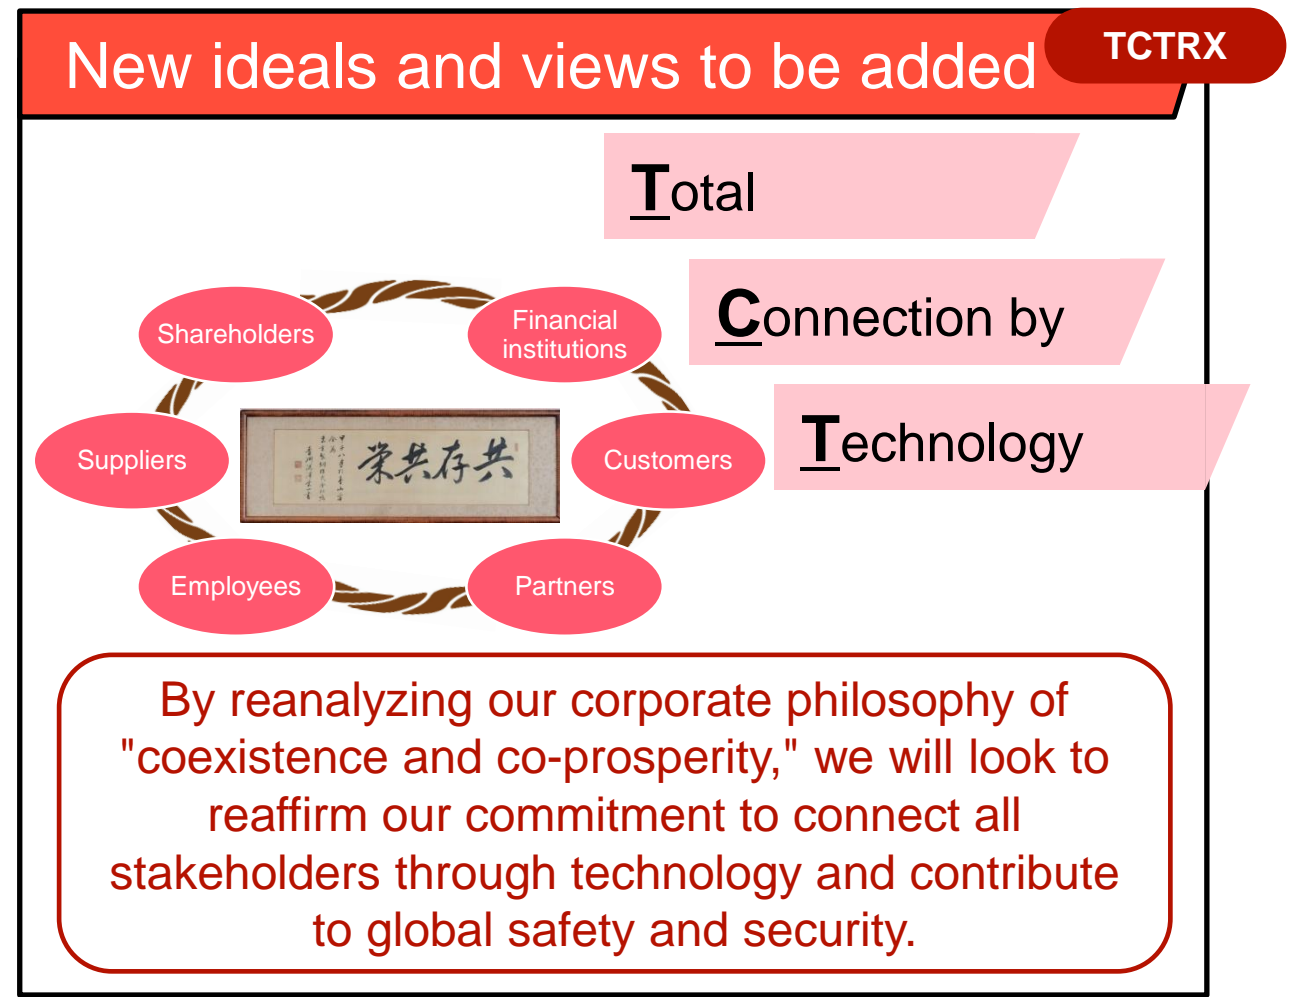 New ideals and views to be added
TCTRX
Total
Connection by
Technology
Shareholders
Financial
institutions
Suppliers
榮共存共
Customers
Employees
Partners
By reanalyzing our corporate philosophy of
"coexistence and co-prosperity," we will look to
reaffirm our commitment to connect all
stakeholders through technology and contribute
to global safety and security.